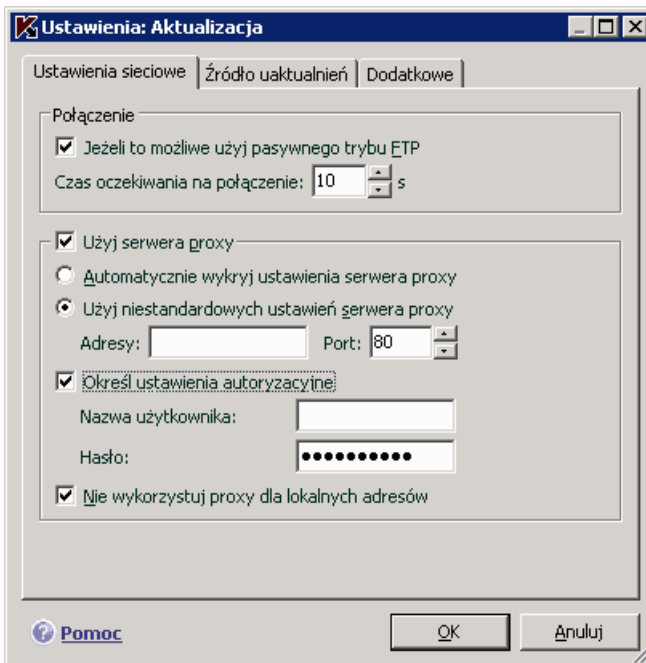 Ustawienia: Aktualizacja
Ustawienia sieciowe Źródło uaktualnień Dodatkowe
Połączenie
Jeżeli to możliwe użyj pasywnego trybu FTP
Czas oczekiwania na połączenie: 10 s
Użyj serwera proxy
Automatycznie wykryj ustawienia serwera proxy
Użyj niestandardowych ustawień serwera proxy
Adresy: Port: 80
Określ ustawienia autoryzacyjne
Nazwa użytkownika:
Hasło: ●●●●●●●●●●
Nie wykorzystuj proxy dla lokalnych adresów
Pomoc OK Anuluj